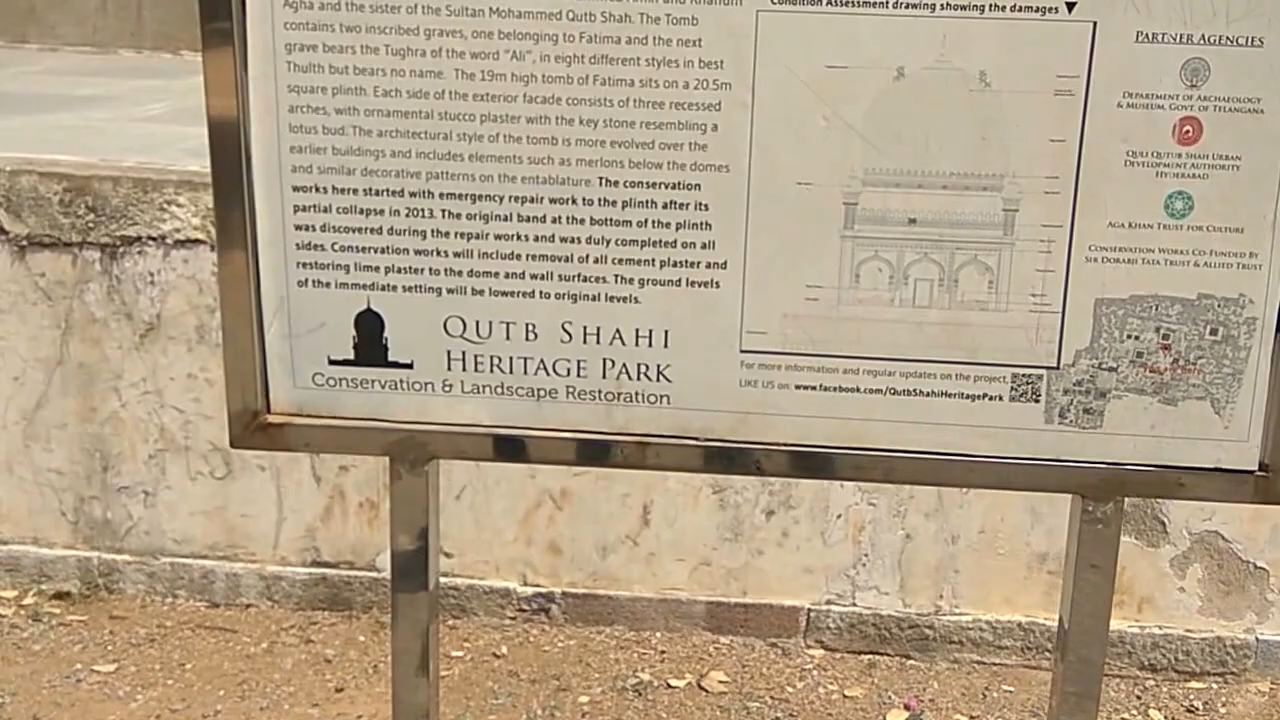 Agha and the sister of the Sultan Mohammed Qutb Shah. The Tomb
contains two inscribed graves, one belonging to Fatima and the next
grave bears the Tughra of the word "Ali", in eight different styles in best
Thulth but bears no name. The 19m high tomb of Fatima sits on a 20.5m
square plinth. Each side of the exterior facade consists of three recessed
arches, with ornamental stucco plaster with the key stone resembling a
lotus bud. The architectural style of the tomb is more evolved over the
earlier buildings and includes elements such as merlons below the domes
and similar decorative patterns on the entablature. The conservation
works here started with emergency repair work to the plinth after its
partial collapse in 2013. The original band at the bottom of the plinth
was discovered during the repair works and was duly completed on all
sides. Conservation works will include removal of all cement plaster and
restoring lime plaster to the dome and wall surfaces. The ground levels
of the immediate setting will be lowered to original levels.
QUTB SHAHI
HERITAGE PARK
Conservation & Landscape Restoration
Condition Assessment drawing showing the damages
For more information and regular updates on the project,
LIKE US on: www.facebook.com/QutbShahiHeritagePark
PARTNER AGENCIES
DEPARTMENT OF ARCHAEOLOGY
& MUSEUM, GOVT. OF TELANGANA
QULI QUTUB SHAH URBAN
DEVELOPMENT AUTHORITY
HYDERABAD
AGA KHAN TRUST FOR CULTURE
CONSERVATION WORKS CO-FUNDED BY
SIR DORABJI TATA TRUST & ALLIED TRUST
You are here